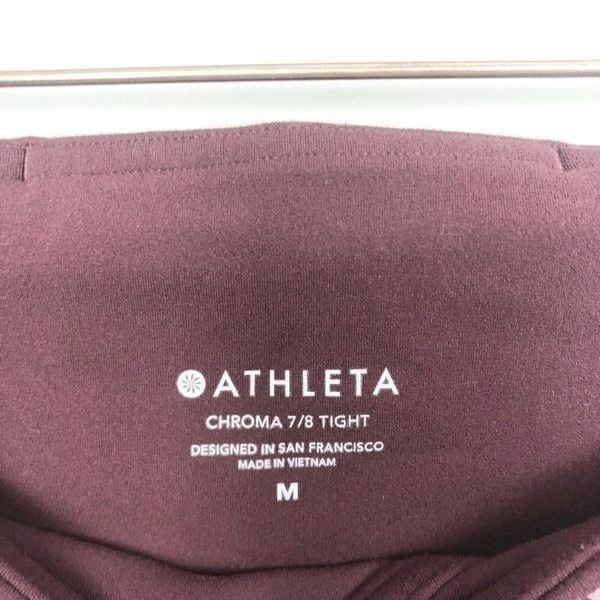 ATHLETA
CHROMA 7/8 TIGHT
DESIGNED IN SAN FRANCISCO
MADE IN VIETNAM
M